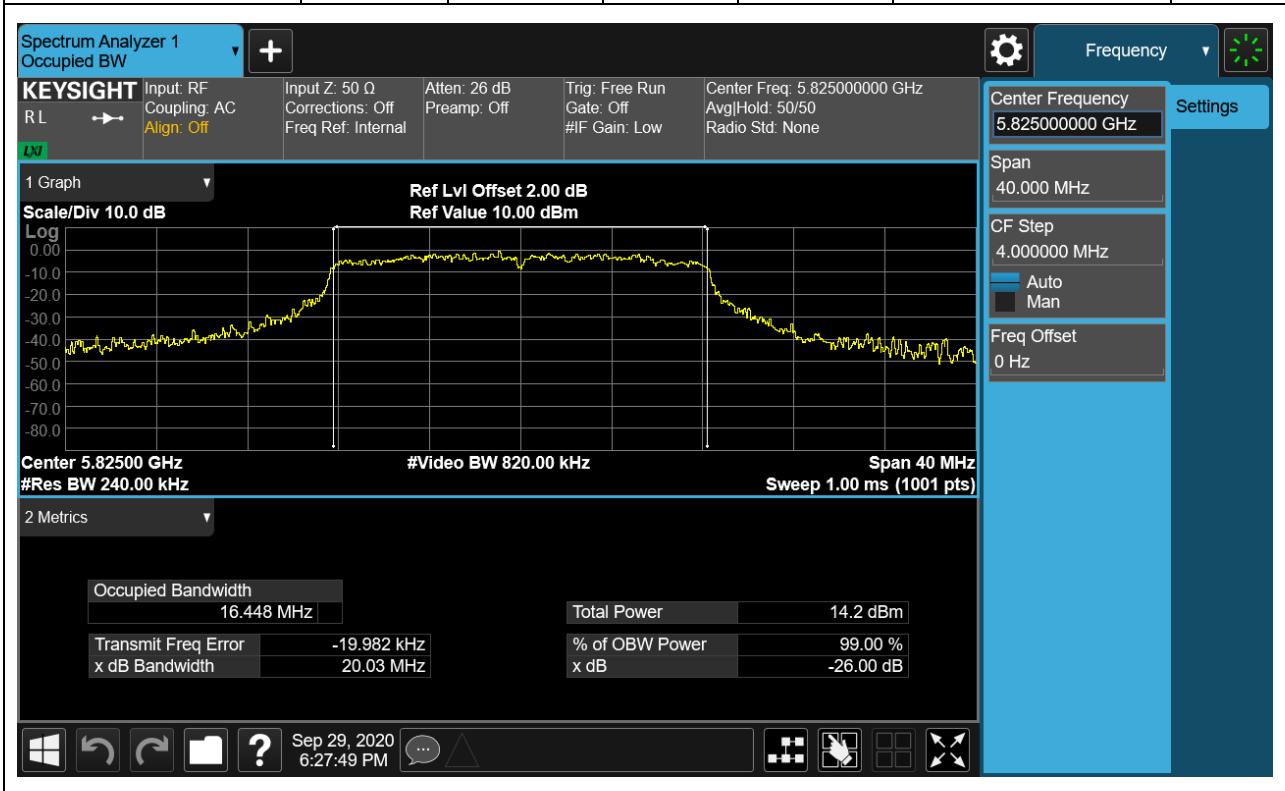 Spectrum Analyzer 1
Occupied BW
Frequency
KEYSIGHT
R L
LXI
Input: RF
Coupling: AC
Align: Off
Input Z: 50 Ω
Corrections: Off
Freq Ref: Internal
Atten: 26 dB
Preamp: Off
Trig: Free Run
Gate: Off
#IF Gain: Low
Center Freq: 5.825000000 GHz
Avg|Hold: 50/50
Radio Std: None
Center Frequency
5.825000000 GHz
Settings
Span
40.000 MHz
CF Step
4.000000 MHz
Auto
Man
Freq Offset
0 Hz
1 Graph
Scale/Div 10.0 dB
Ref Lvl Offset 2.00 dB
Ref Value 10.00 dBm
Log
0.00
-10.0
-20.0
-30.0
-40.0
-50.0
-60.0
-70.0
-80.0
Center 5.82500 GHz
#Video BW 820.00 kHz
Span 40 MHz
#Res BW 240.00 kHz
Sweep 1.00 ms (1001 pts)
2 Metrics
Occupied Bandwidth
16.448 MHz
Total Power 14.2 dBm
Transmit Freq Error -19.982 kHz
% of OBW Power 99.00 %
x dB Bandwidth 20.03 MHz
x dB -26.00 dB
?
Sep 29, 2020
6:27:49 PM